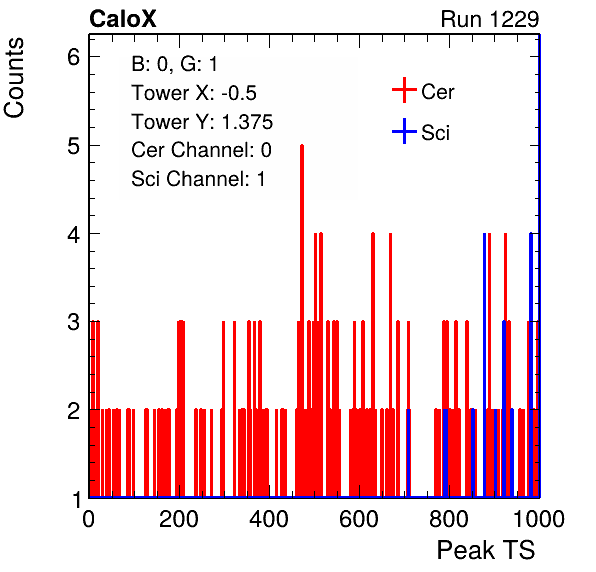 CaloX Run 1229
Counts
6
5
4
3
2
1
B: 0, G: 1
Tower X: -0.5
Tower Y: 1.375
Cer Channel: 0
Sci Channel: 1
Cer
Sci
0 200 400 600 800 1000
Peak TS